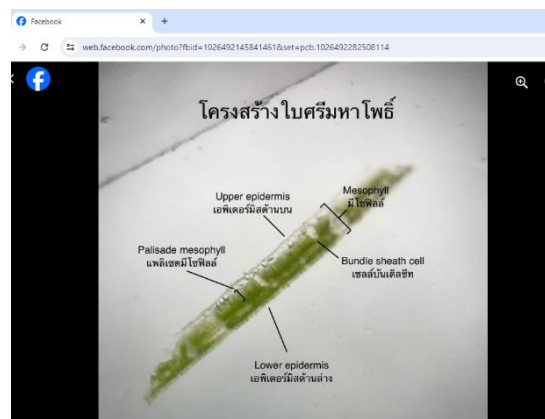 Facebook
web.facebook.com/photo?fbid=1026492145841461&set=pcb.1026492282508114
โครงสร้างใบศรีมหาโพธิ์
Upper epidermis
เอพิเดอร์มิสด้านบน
Mesophyll
มีโซฟิลล์
Palisade mesophyll
แพลิเซดมีโซฟิลล์
Bundle sheath cell
เซลล์บันเดิลชีท
Lower epidermis
เอพิเดอร์มิสด้านล่าง